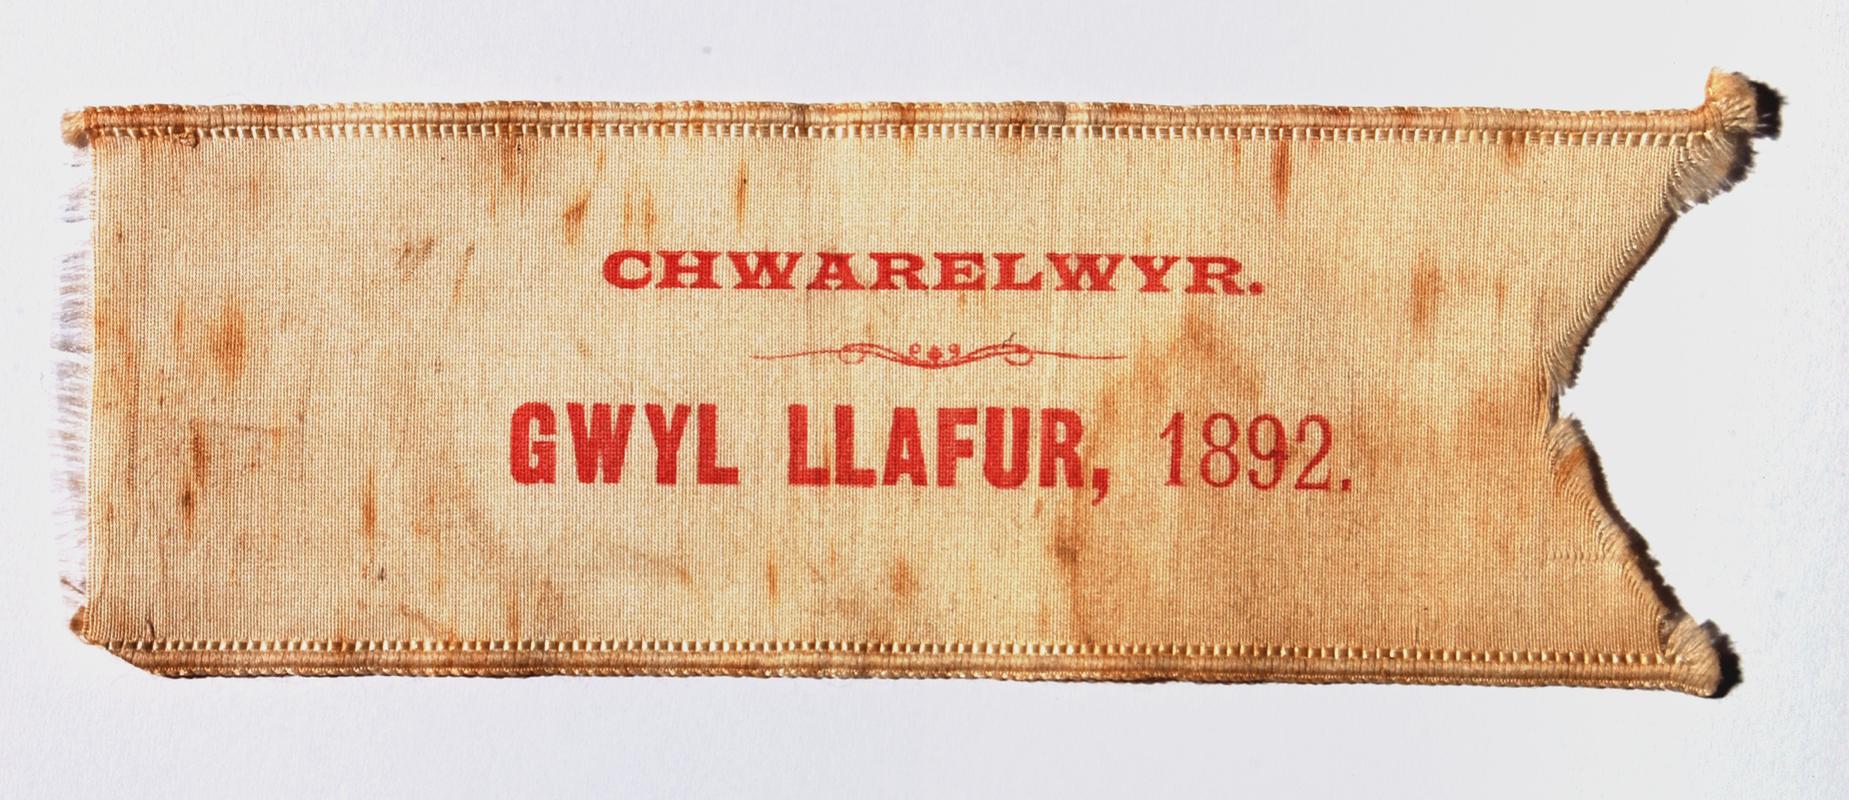 CHWARELWYR.
GWYL LLAFUR, 1892.